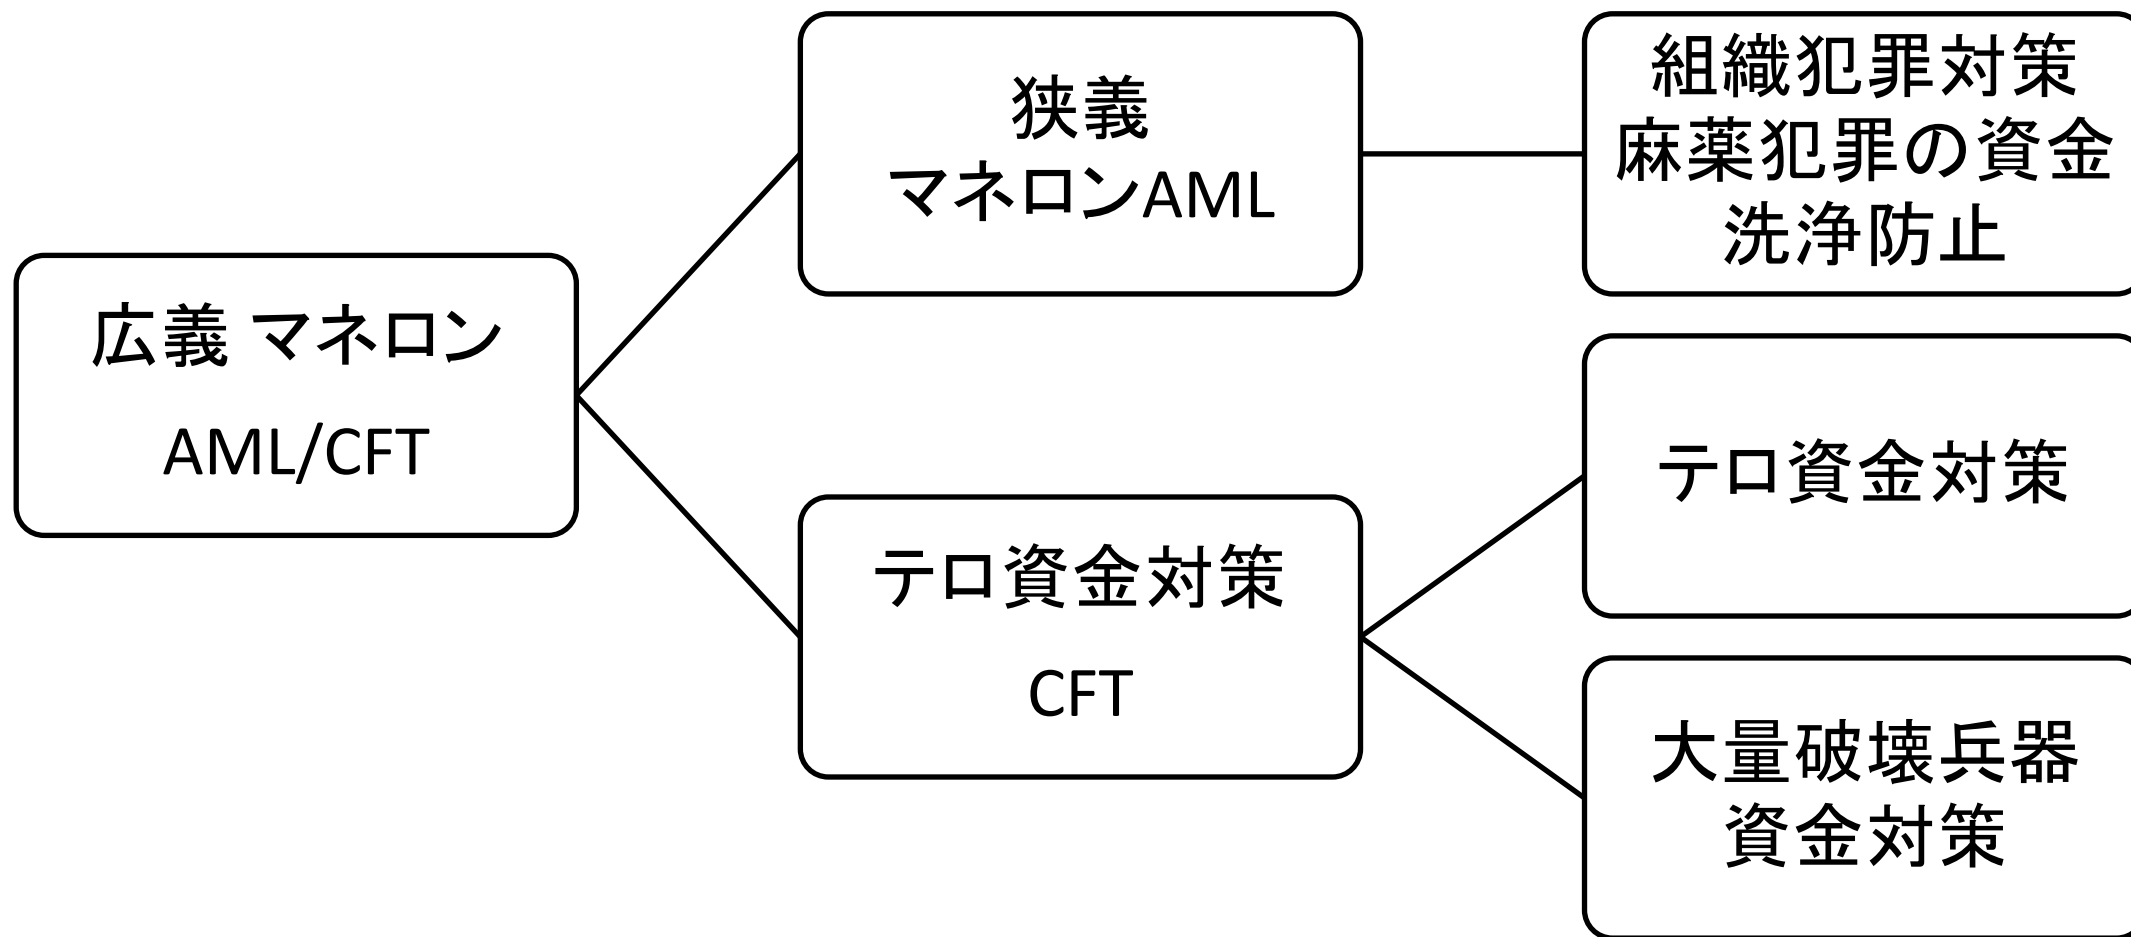 広義 マネロン
AML/CFT
狭義
マネロンAML
テロ資金対策
CFT
組織犯罪対策
麻薬犯罪の資金
洗浄防止
テロ資金対策
大量破壊兵器
資金対策